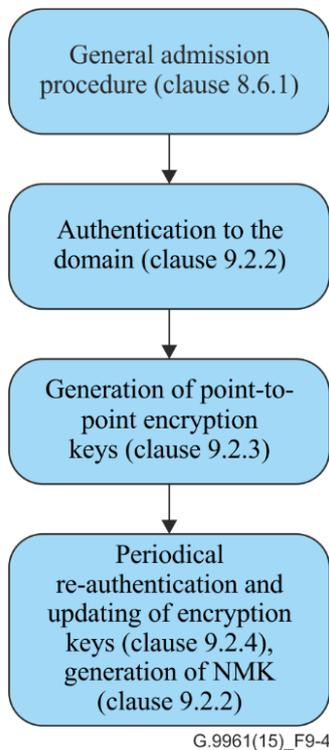 General admission
procedure (clause 8.6.1)
Authentication to the
domain (clause 9.2.2)
Generation of point-to-
point encryption
keys (clause 9.2.3)
Periodical
re-authentication and
updating of encryption
keys (clause 9.2.4),
generation of NMK
(clause 9.2.2)
G.9961(15)_F9-4